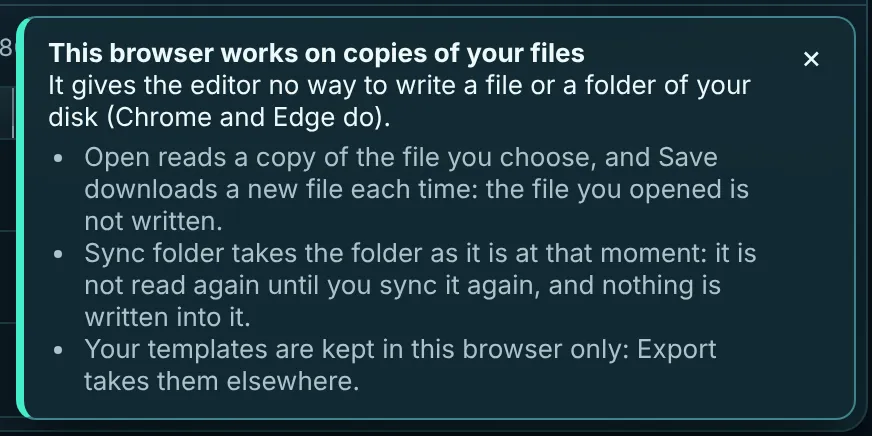 This browser works on copies of your files
It gives the editor no way to write a file or a folder of your
disk (Chrome and Edge do).
• Open reads a copy of the file you choose, and Save
downloads a new file each time: the file you opened is
not written.
• Sync folder takes the folder as it is at that moment: it is
not read again until you sync it again, and nothing is
written into it.
• Your templates are kept in this browser only: Export
takes them elsewhere.